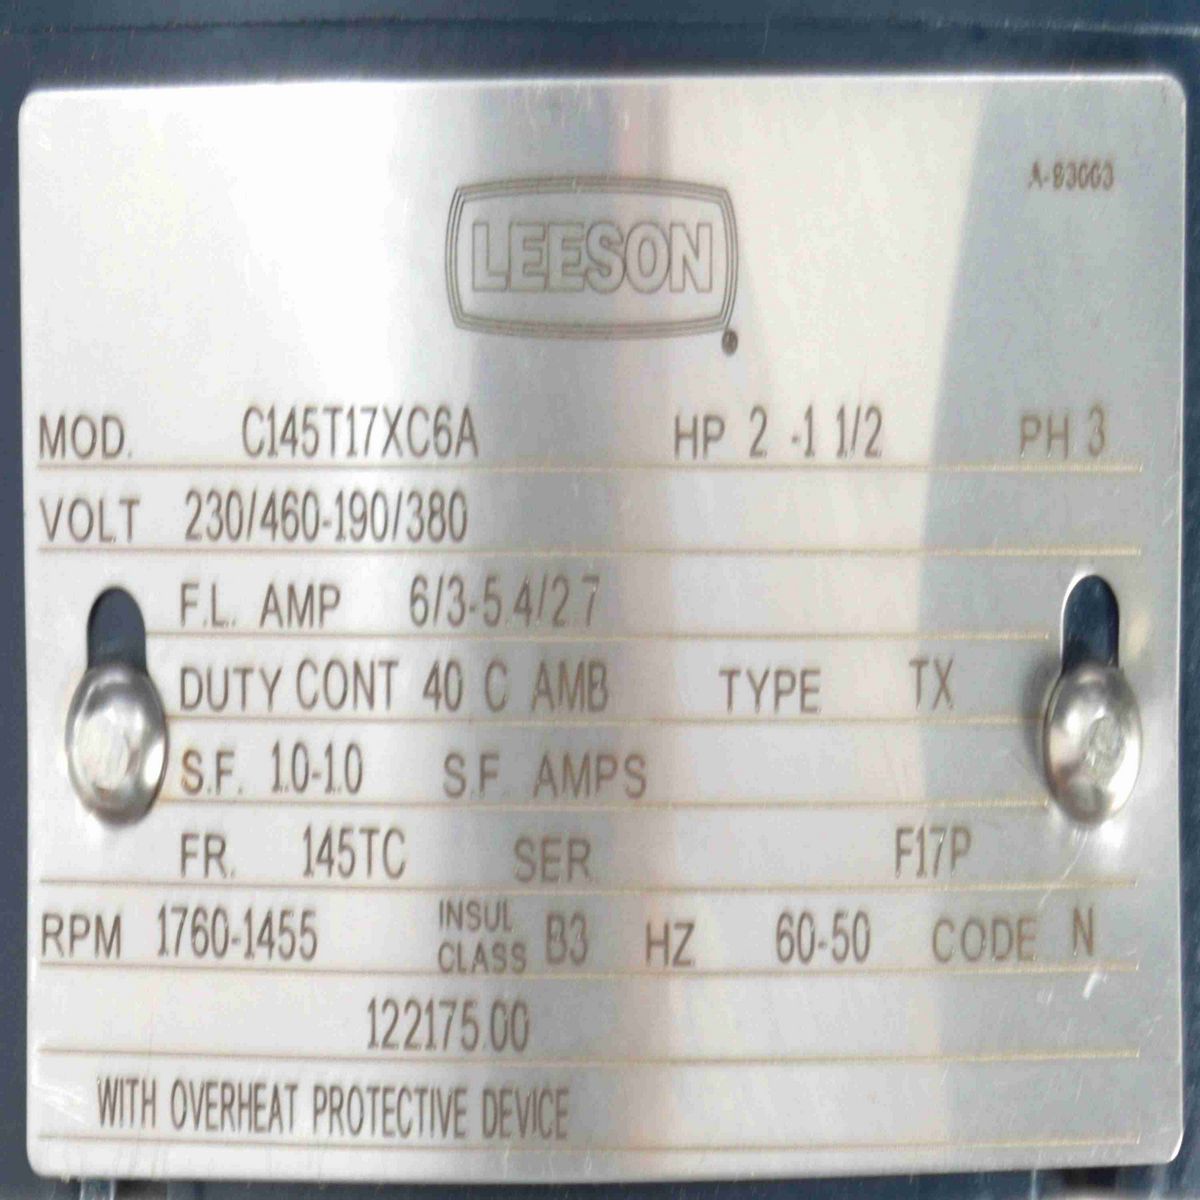 A-93003
LEESON
MOD. C145T17XC6A HP 2 -1 1/2 PH 3
VOLT 230/460-190/380
F.L. AMP 6/3-5.4/2.7
DUTY CONT 40 C AMB TYPE TX
S.F. 1.0-1.0 S.F. AMPS
FR. 145TC SER F17P
RPM 1760-1455 INSUL CLASS B3 HZ 60-50 CODE N
122175.00
WITH OVERHEAT PROTECTIVE DEVICE